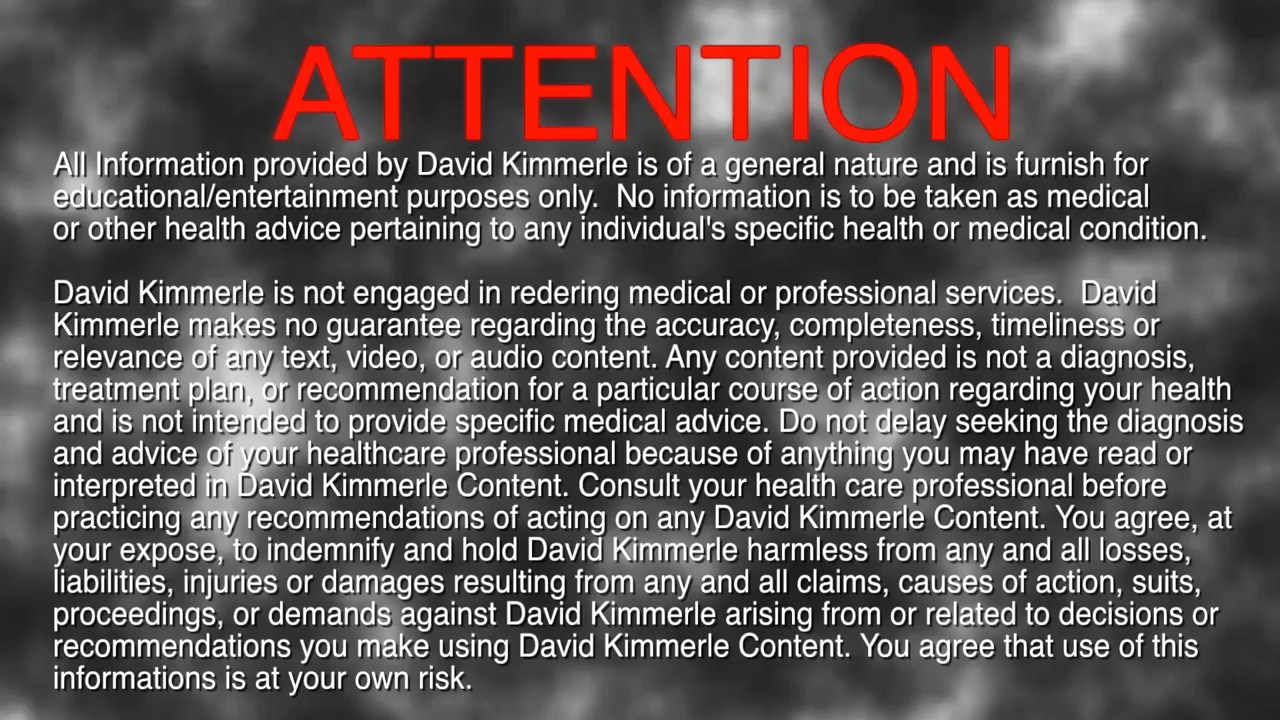 ATTENTION
All Information provided by David Kimmerle is of a general nature and is furnish for
educational/entertainment purposes only.  No information is to be taken as medical
or other health advice pertaining to any individual's specific health or medical condition.
David Kimmerle is not engaged in redering medical or professional services.  David
Kimmerle makes no guarantee regarding the accuracy, completeness, timeliness or
relevance of any text, video, or audio content. Any content provided is not a diagnosis,
treatment plan, or recommendation for a particular course of action regarding your health
and is not intended to provide specific medical advice. Do not delay seeking the diagnosis
and advice of your healthcare professional because of anything you may have read or
interpreted in David Kimmerle Content. Consult your health care professional before
practicing any recommendations of acting on any David Kimmerle Content. You agree, at
your expose, to indemnify and hold David Kimmerle harmless from any and all losses,
liabilities, injuries or damages resulting from any and all claims, causes of action, suits,
proceedings, or demands against David Kimmerle arising from or related to decisions or
recommendations you make using David Kimmerle Content. You agree that use of this
informations is at your own risk.